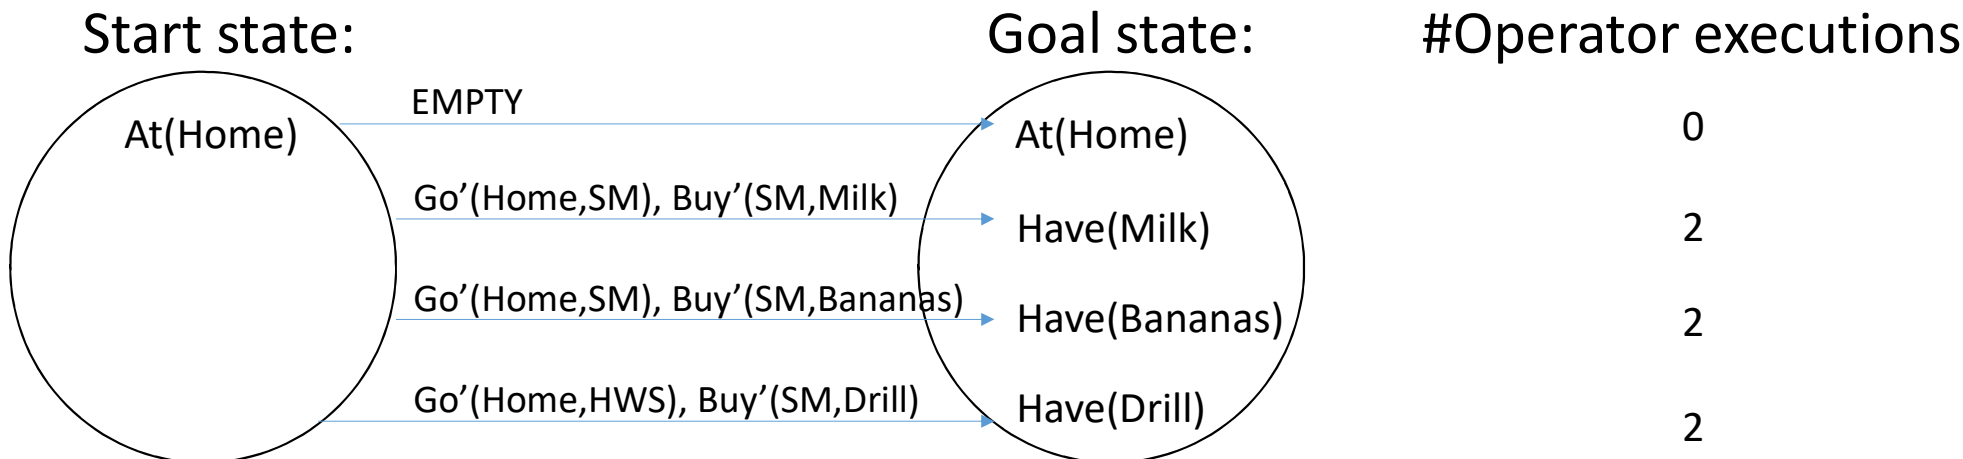 Start state: Goal state: #Operator executions
EMPTY
At(Home) At(Home) 0
Go’(Home,SM), Buy’(SM,Milk)
Have(Milk) 2
Go’(Home,SM), Buy’(SM,Bananas)
Have(Bananas) 2
Go’(Home,HWS), Buy’(SM,Drill)
Have(Drill) 2